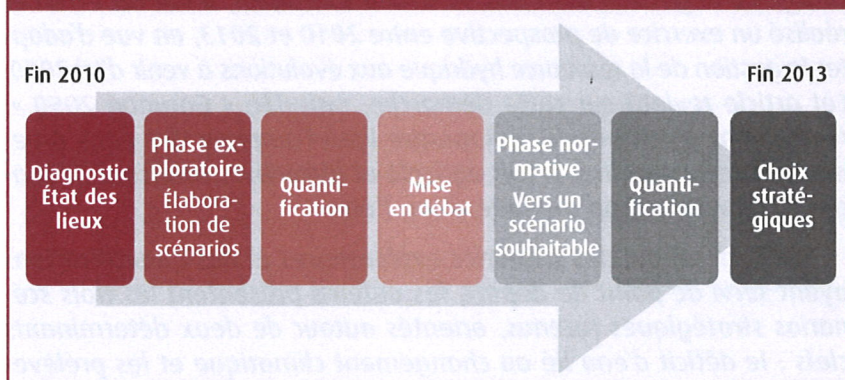 Fin 2010
Fin 2013
Diagnostic
État des
lieux
Phase ex-
ploratoire
Élabora-
tion de
scénarios
Quanti-
fication
Mise
en débat
Phase nor-
mative
Vers un
scénario
souhaitable
Quanti-
fication
Choix
straté-
giques